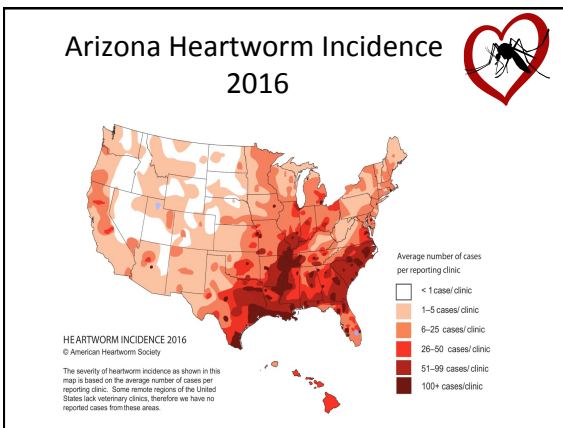 Arizona Heartworm Incidence
2016
Average number of cases
per reporting clinic
< 1 case/ clinic
1–5 cases/ clinic
6–25 cases/ clinic
26–50 cases/ clinic
51–99 cases/ clinic
100+ cases/clinic
HE ARTWORM INCIDENCE 2016
© American Heartworm Society
The severity of heartworm incidence as shown in this
map is based on the average number of cases per
reporting clinic. Some remote regions of the United
States lack veterinary clinics, therefore we have no
reported cases from these areas.